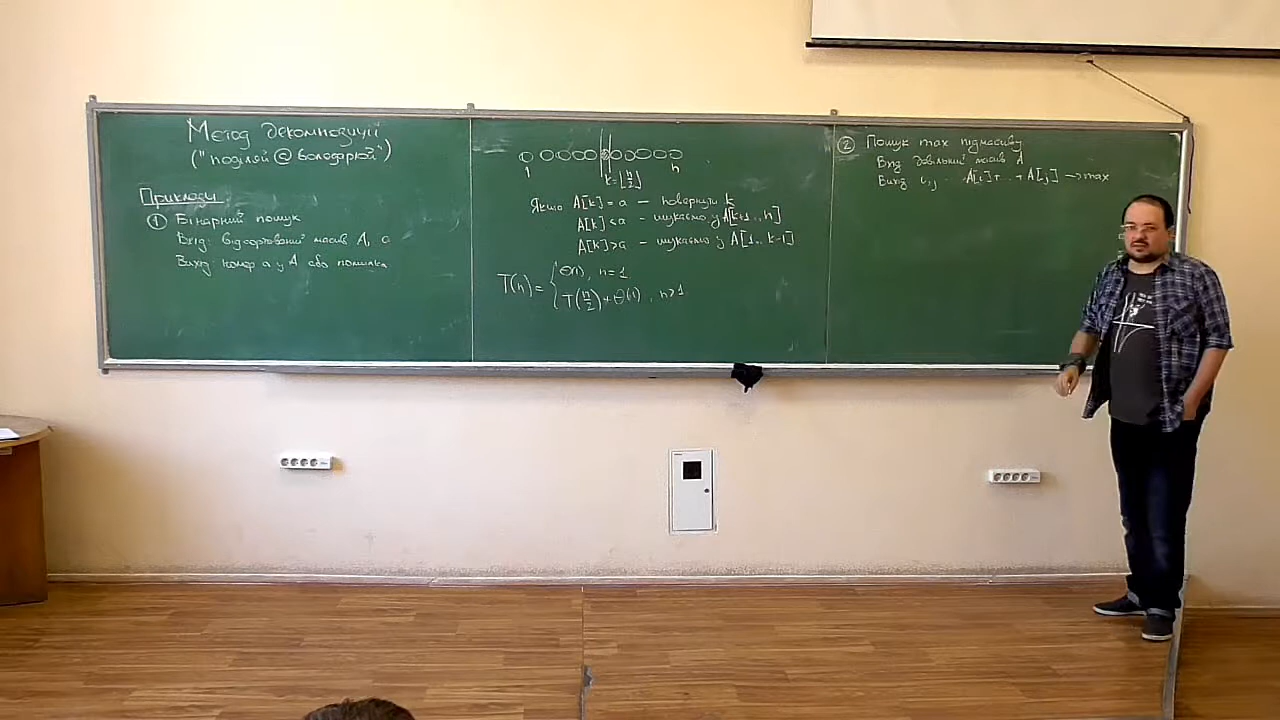 Метод декомпозиції
("поділяй @ володарюй")
Приклади
① Бінарний пошук
Вхід: відсортований масив A, a
Вихід: номер a у A або помилка
1 n
k=⌊n/2⌋
Якщо A[k] = a — повернути k
A[k] < a - шукаємо у A[k+1..n]
A[k] > a - шукаємо у A[1..k-1]
T(n) = { Θ(1), n=1
T(n/2) + Θ(1), n>1
② Пошук max підмасиву
Вхід довільний масив A
Вихід i, j - A[i]+...+A[j] → max